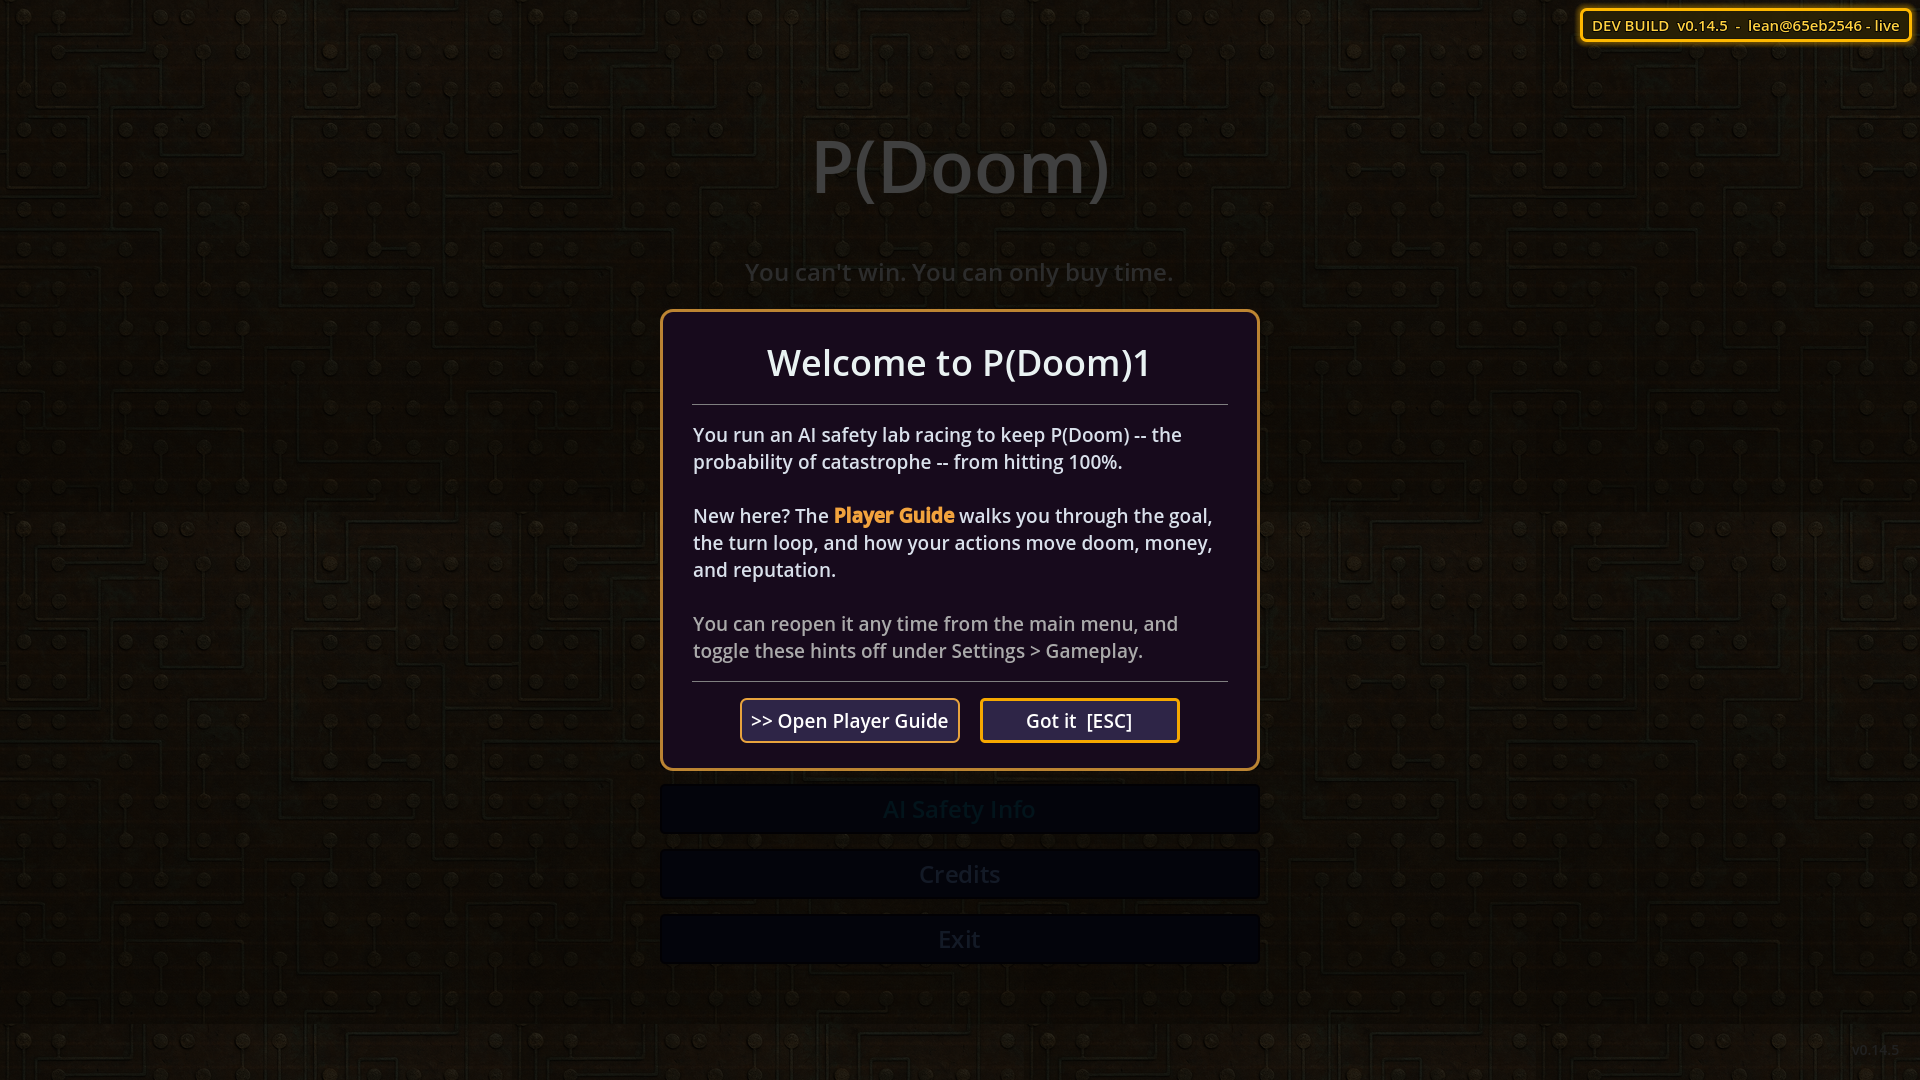 DEV BUILD  v0.14.5  -  lean@65eb2546 - live
P(Doom)
You can't win. You can only buy time.
Welcome to P(Doom)1
You run an AI safety lab racing to keep P(Doom) -- the
probability of catastrophe -- from hitting 100%.
New here? The Player Guide walks you through the goal,
the turn loop, and how your actions move doom, money,
and reputation.
You can reopen it any time from the main menu, and
toggle these hints off under Settings > Gameplay.
>> Open Player Guide
Got it  [ESC]
AI Safety Info
Credits
Exit
v0.14.5